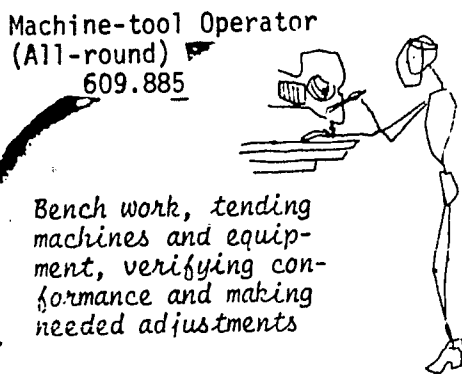 Machine-tool Operator
(All-round)
609.885
Bench work, tending
machines and equip-
ment, verifying con-
formance and making
needed adjustments